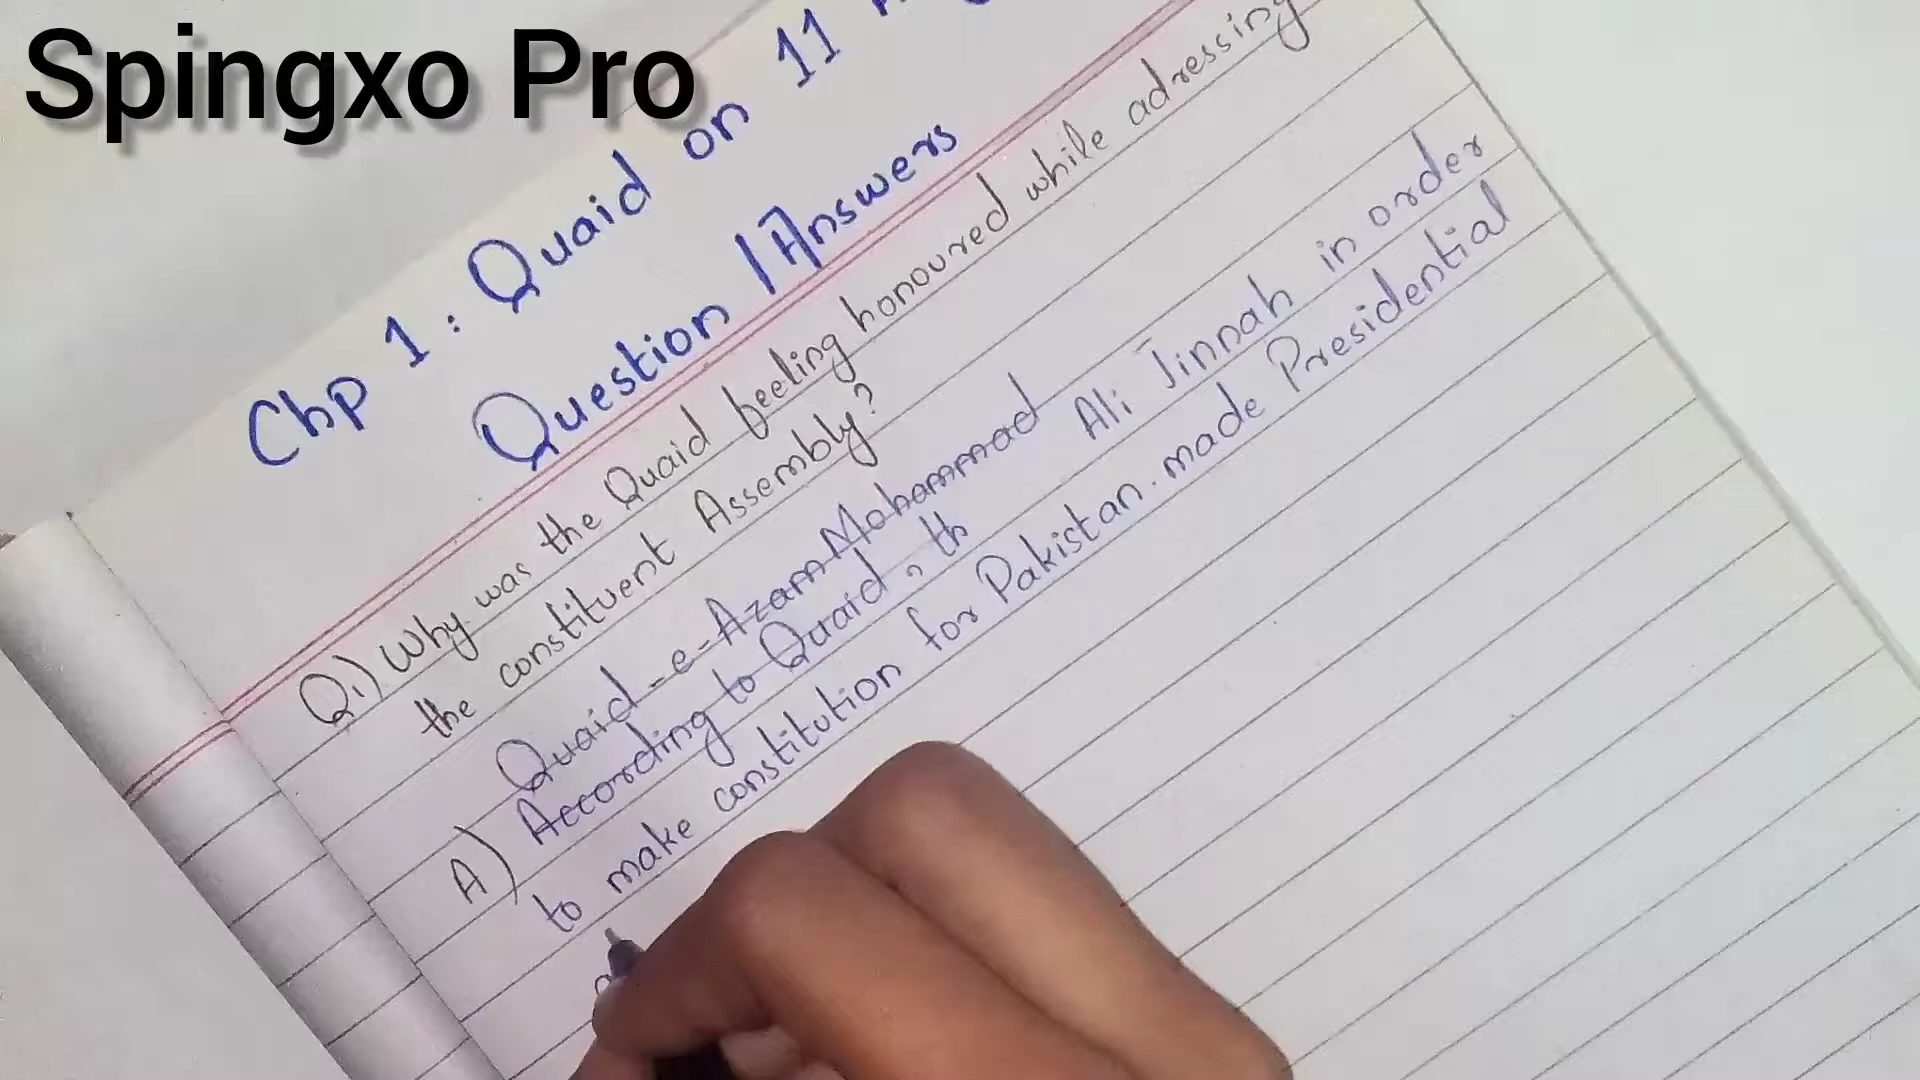 Spingxo Pro
Chp 1: Quaid on 11
Question / Answers
Q1) Why was the Quaid feeling honoured while adressing
the constituent Assembly?
Quaid-e-Azam Mohammad Ali Jinnah in order
A) According to Quaid, th
to make constitution for Pakistan. made Presidential